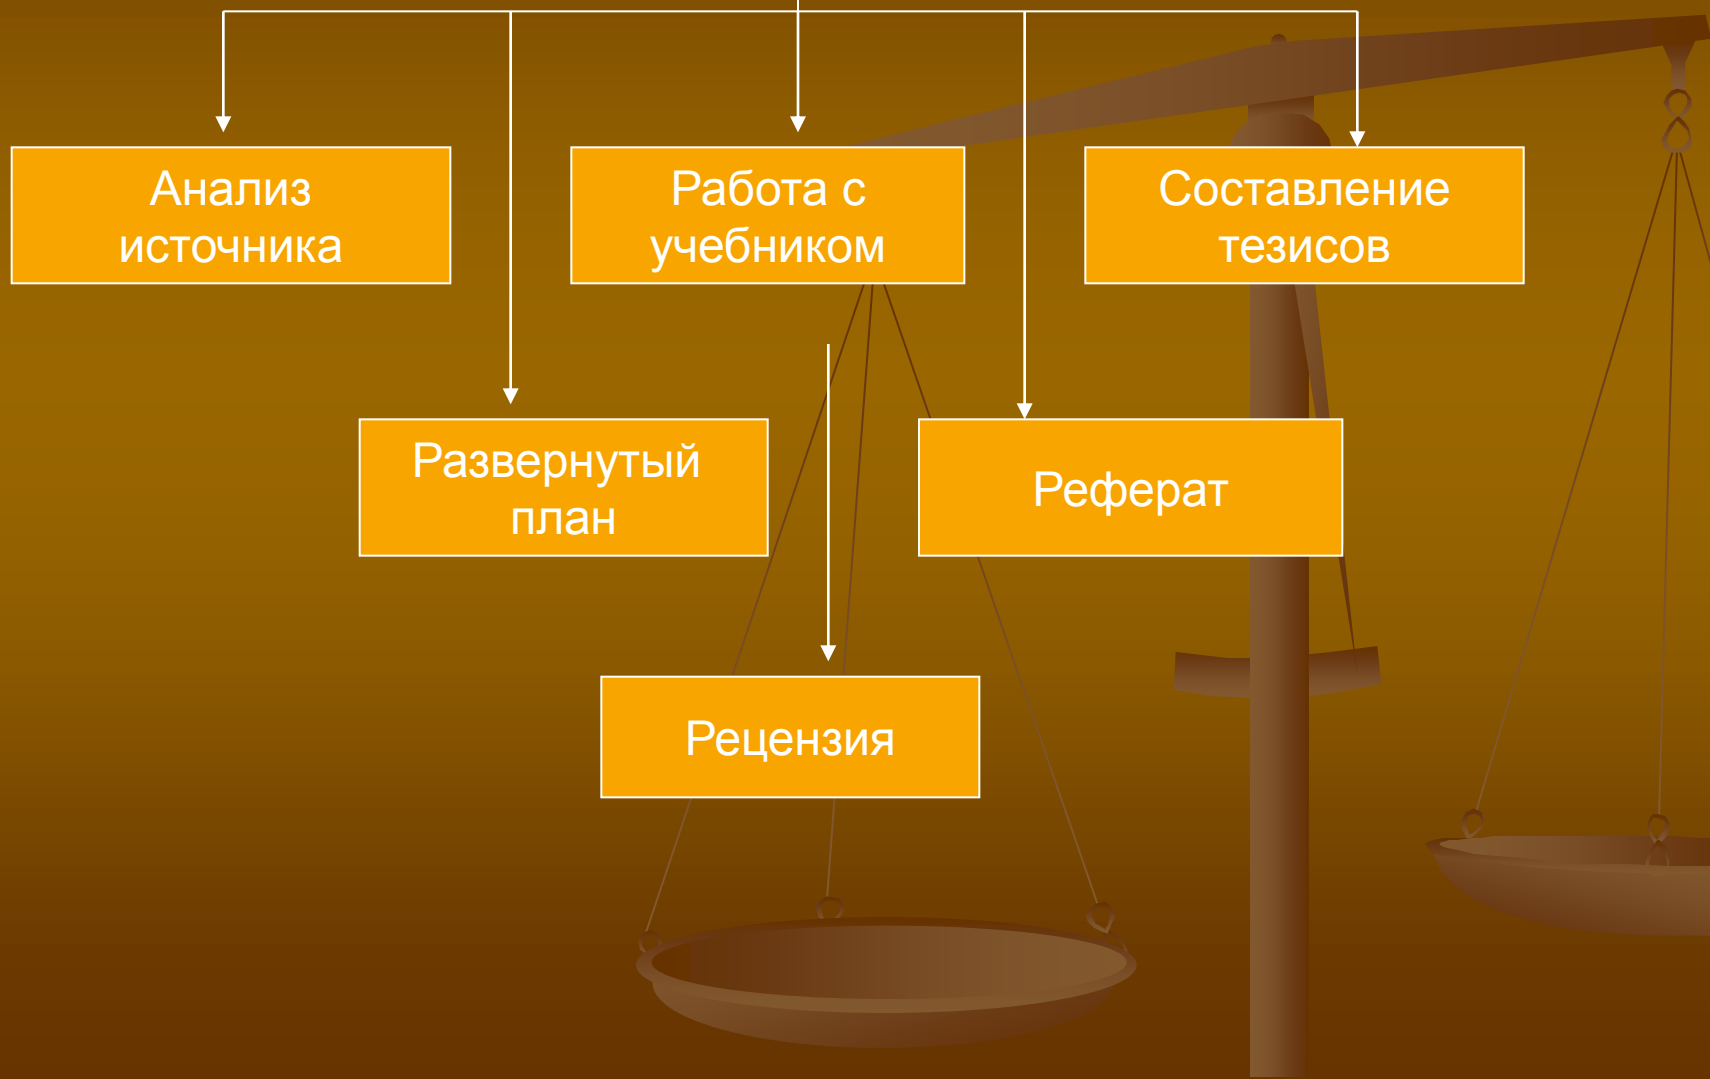 Анализ
источника
Работа с
учебником
Составление
тезисов
Развернутый
план
Реферат
Рецензия